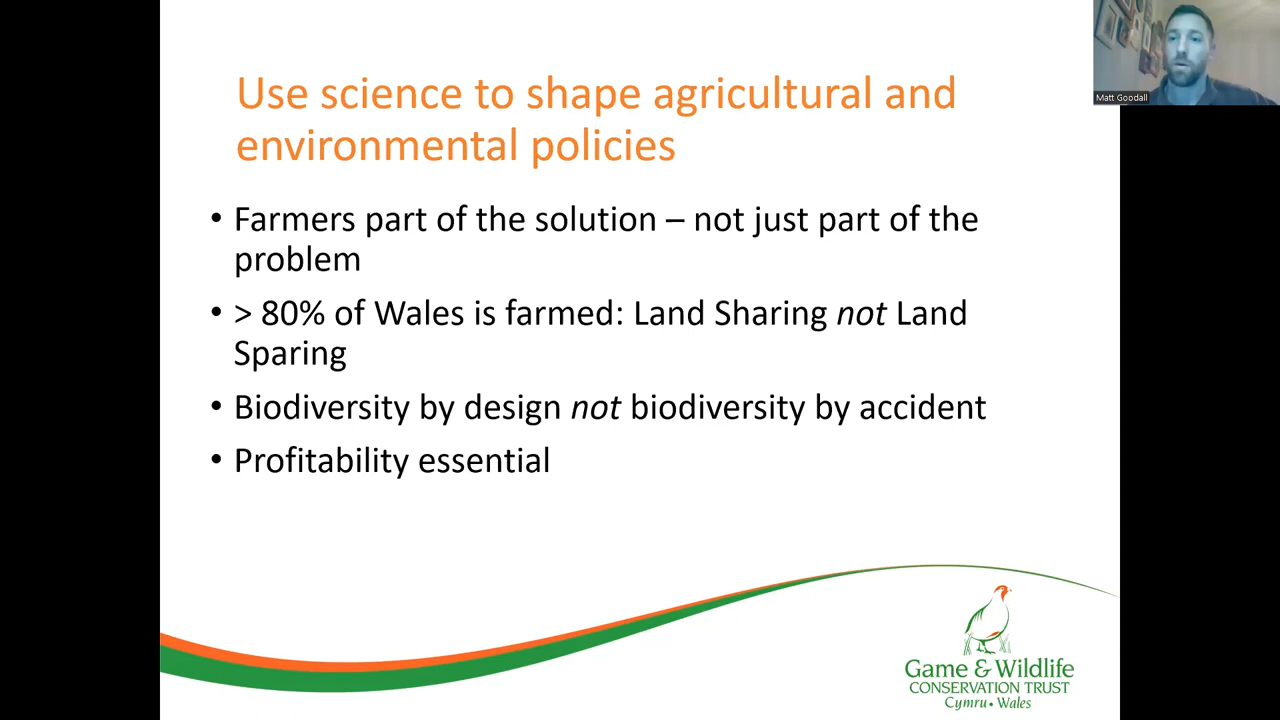 Use science to shape agricultural and
environmental policies
• Farmers part of the solution – not just part of the
problem
• > 80% of Wales is farmed: Land Sharing not Land
Sparing
• Biodiversity by design not biodiversity by accident
• Profitability essential
Matt Goodall
Game & Wildlife
CONSERVATION TRUST
Cymru • Wales